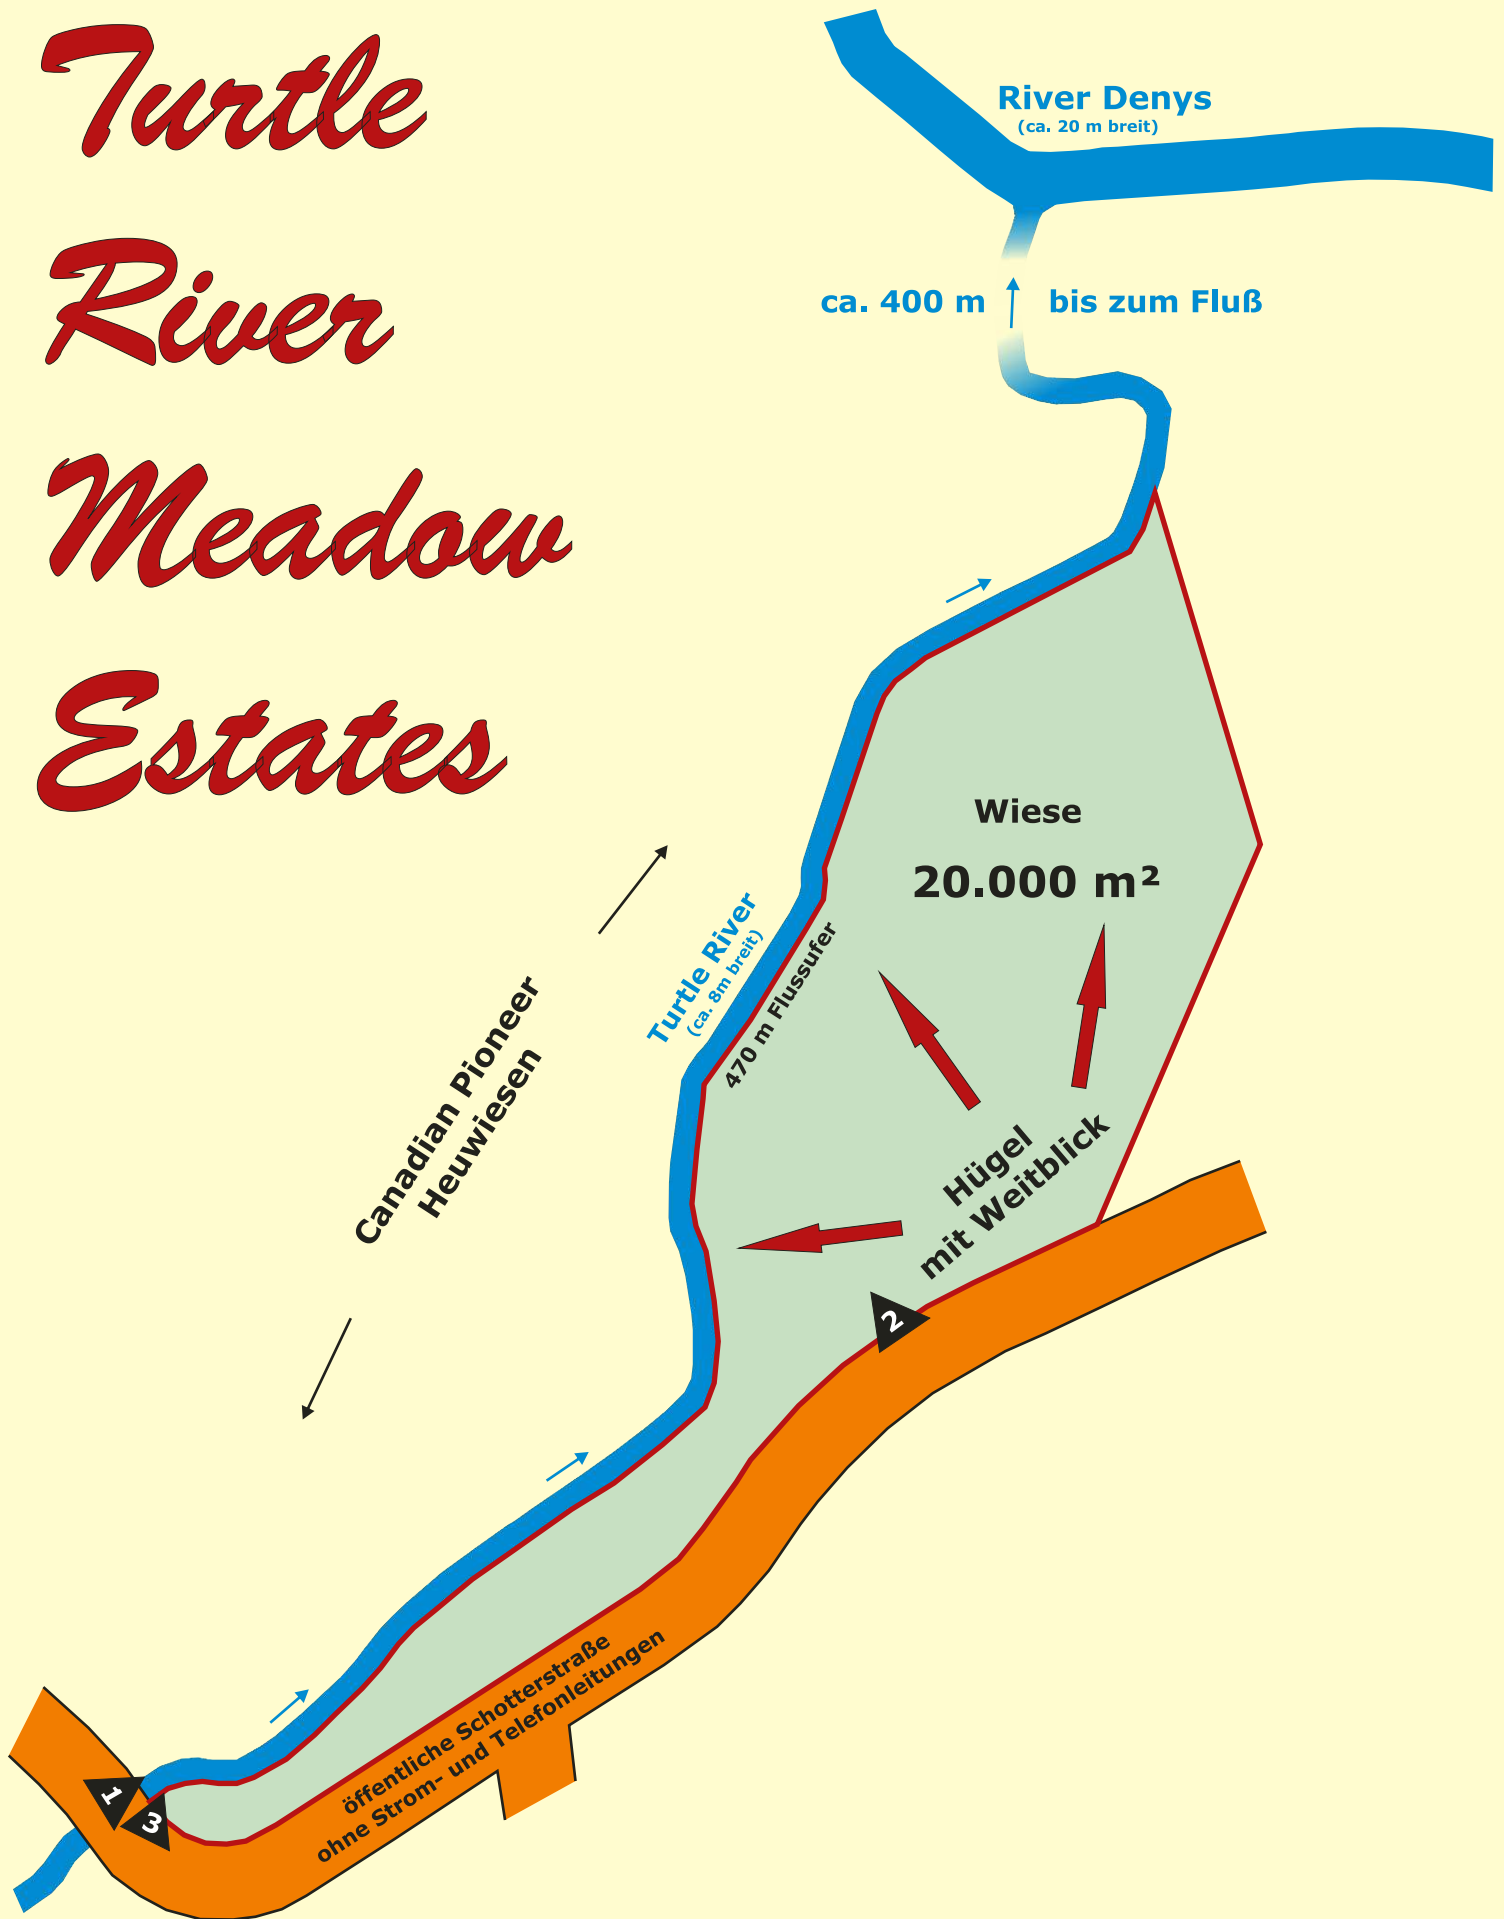 Turtle
River
Meadow
Estates
River Denys
(ca. 20 m breit)
ca. 400 m bis zum Fluß
Wiese
20.000 m²
Turtle River
(ca. 8m breit)
470 m Flussufer
Canadian Pioneer
Heuwiesen
Hügel
mit Weitblick
2
öffentliche Schotterstraße
ohne Strom- und Telefonleitungen
1
3